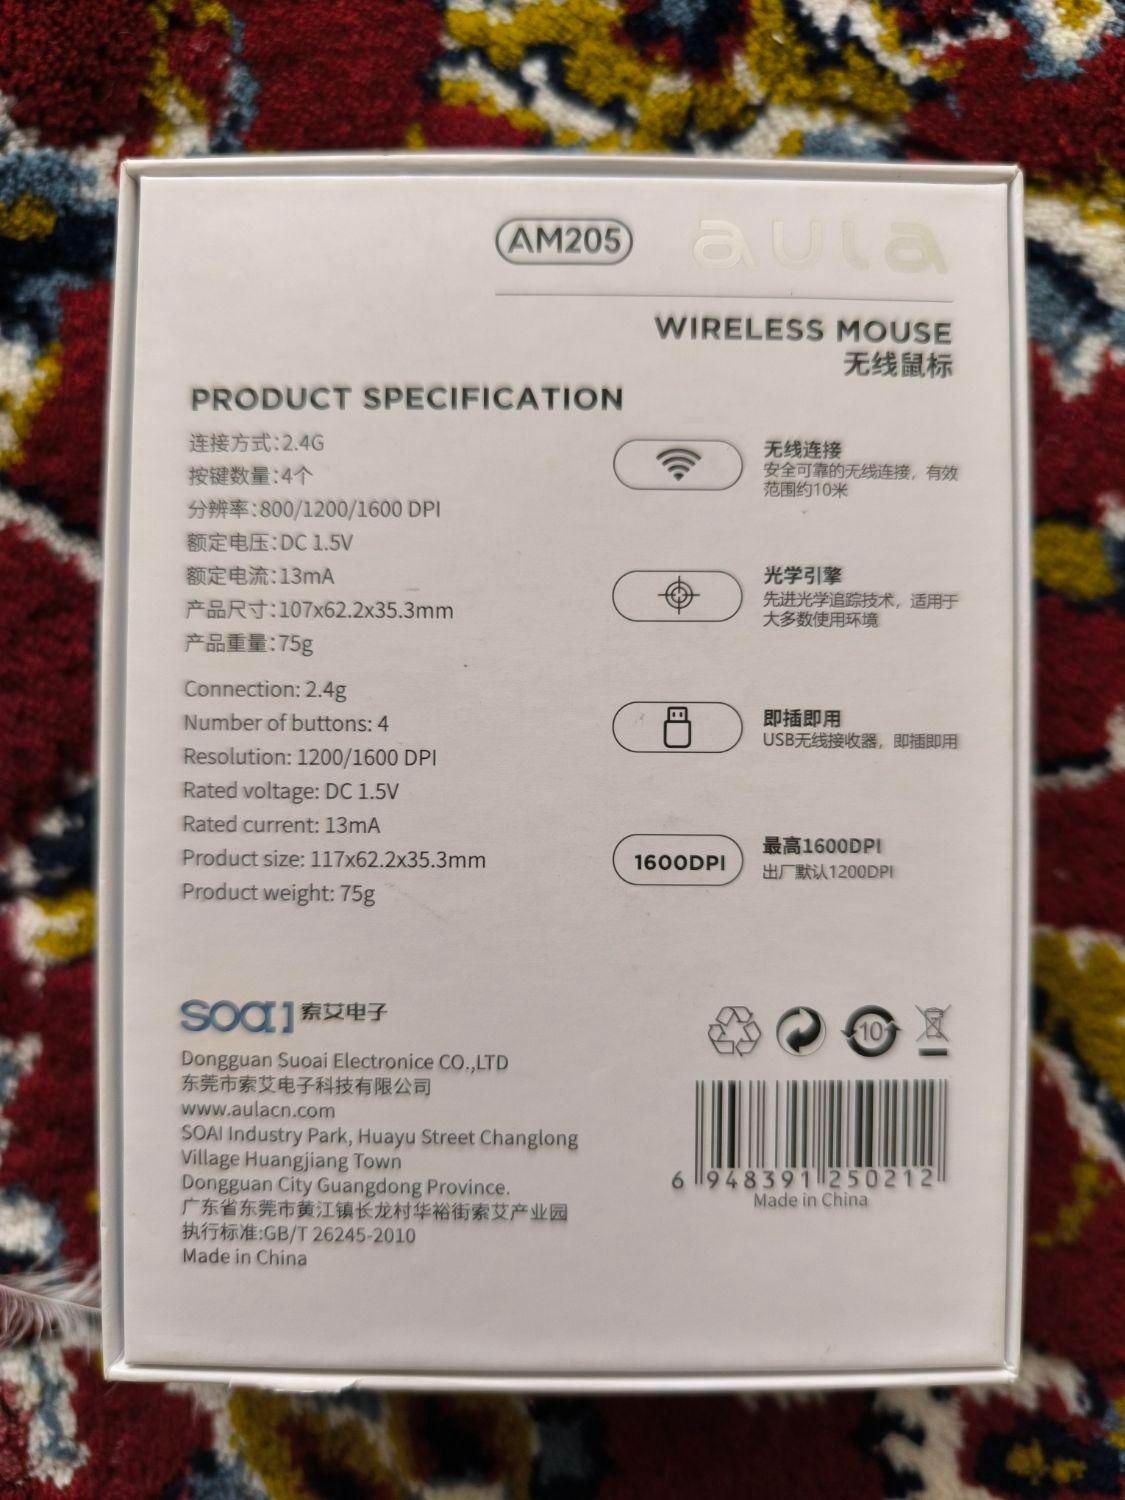 AM205
aula
WIRELESS MOUSE
无线鼠标
PRODUCT SPECIFICATION
连接方式:2.4G
按键数量:4个
分辨率:800/1200/1600 DPI
额定电压:DC 1.5V
额定电流:13mA
产品尺寸:107x62.2x35.3mm
产品重量:75g
Connection: 2.4g
Number of buttons: 4
Resolution: 1200/1600 DPI
Rated voltage: DC 1.5V
Rated current: 13mA
Product size: 117x62.2x35.3mm
Product weight: 75g
无线连接
安全可靠的无线连接，有效
范围约10米
光学引擎
先进光学追踪技术，适用于
大多数使用环境
即插即用
USB无线接收器，即插即用
1600DPI
最高1600DPI
出厂默认1200DPI
SOAI 索艾电子
Dongguan Suoai Electronice CO.,LTD
东莞市索艾电子科技有限公司
www.aulacn.com
SOAI Industry Park, Huayu Street Changlong
Village Huangjiang Town
Dongguan City Guangdong Province.
广东省东莞市黄江镇长龙村华裕街索艾产业园
执行标准:GB/T 26245-2010
Made in China
10
6 948391 250212
Made in China